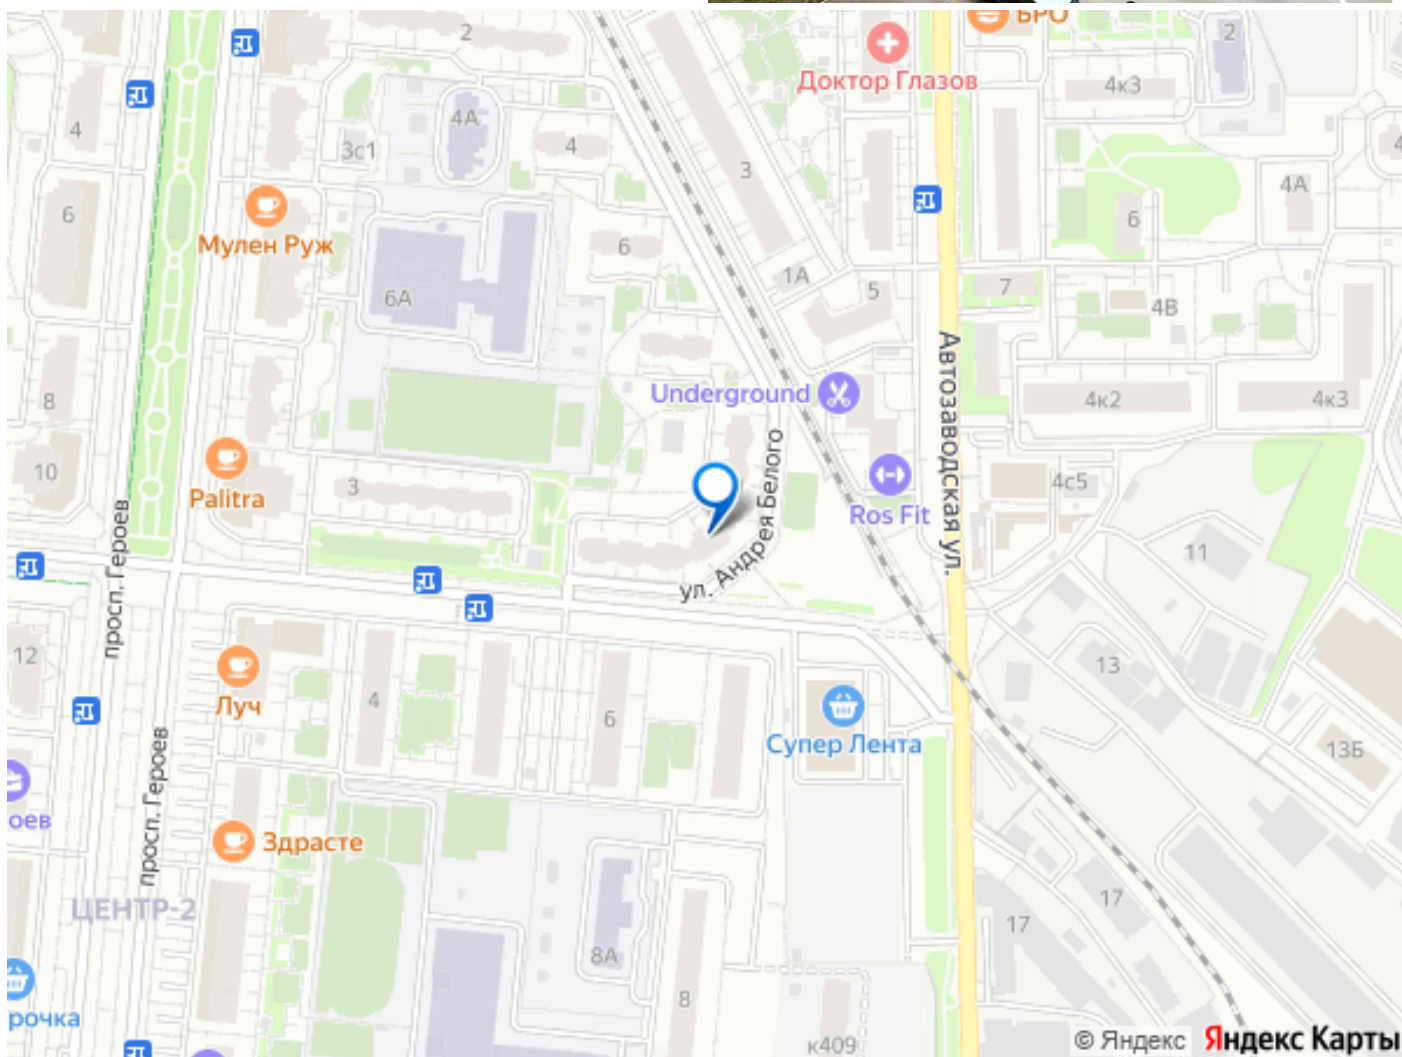 БРО
2
2
Доктор Глазов
4к3
4
4А
4
3с1
4
3
4А
6
6
Мулен Руж
6
1А
5
7
4В
6А
Автозаводская ул.
Underground
8
4к2
4к3
10
Palitra
3
ул. Андрея Белого
Ros Fit
4с5
11
просп. Героев
12
13
Луч
4
6
Супер Лента
13Б
просп. Героев
оев
Здрасте
ЦЕНТР-2
17
17
8А
8
рочка
к409
© Яндекс Яндекс Карты